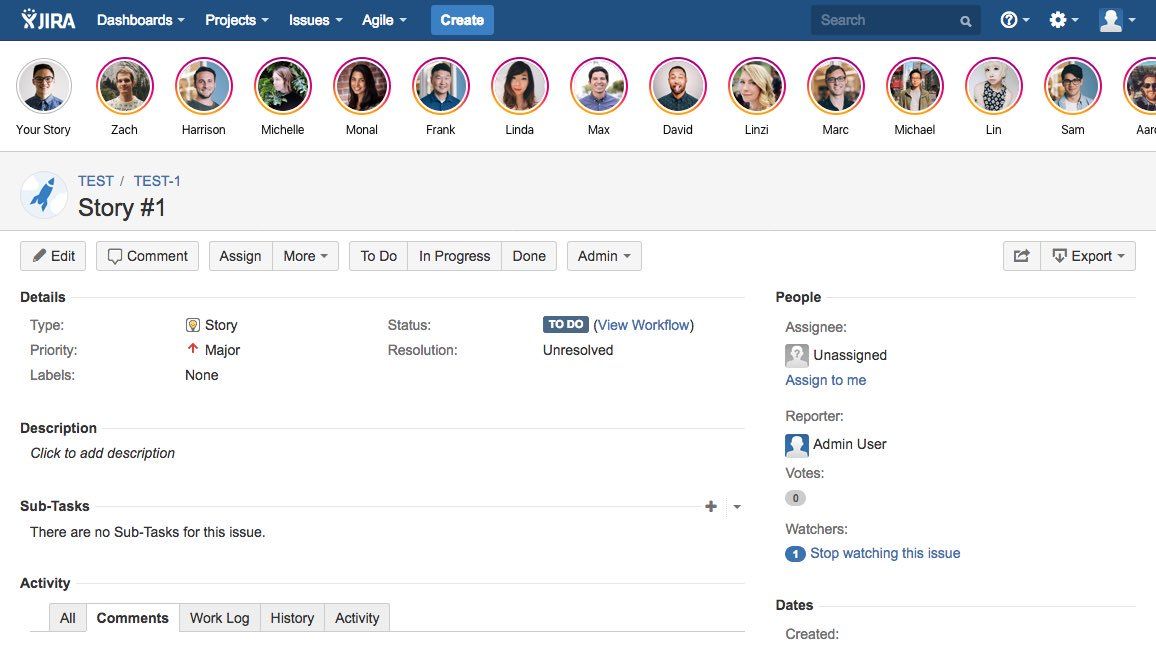 JIRA Dashboards Projects Issues Agile Create Search
Your Story Zach Harrison Michelle Monal Frank Linda Max David Linzi Marc Michael Lin Sam Aaro
TEST / TEST-1
Story #1
Edit Comment Assign More To Do In Progress Done Admin Export
Details
Type: Story Status: TO DO (View Workflow)
Priority: Major Resolution: Unresolved
Labels: None
Description
Click to add description
Sub-Tasks
There are no Sub-Tasks for this issue.
Activity
All Comments Work Log History Activity
People
Assignee:
Unassigned
Assign to me
Reporter:
Admin User
Votes:
0
Watchers:
1 Stop watching this issue
Dates
Created: